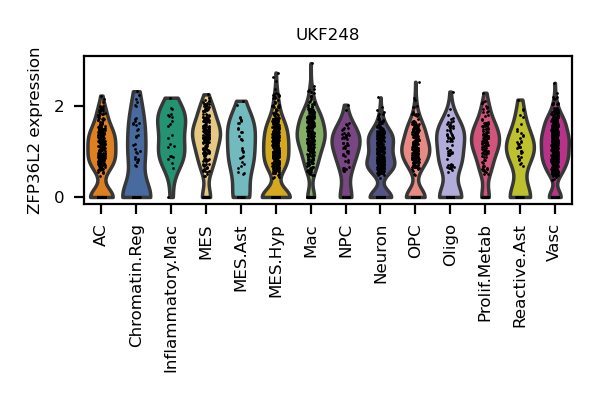 UKF248
ZFP36L2 expression
2
0
AC
Chromatin.Reg
Inflammatory.Mac
MES
MES.Ast
MES.Hyp
Mac
NPC
Neuron
OPC
Oligo
Prolif.Metab
Reactive.Ast
Vasc